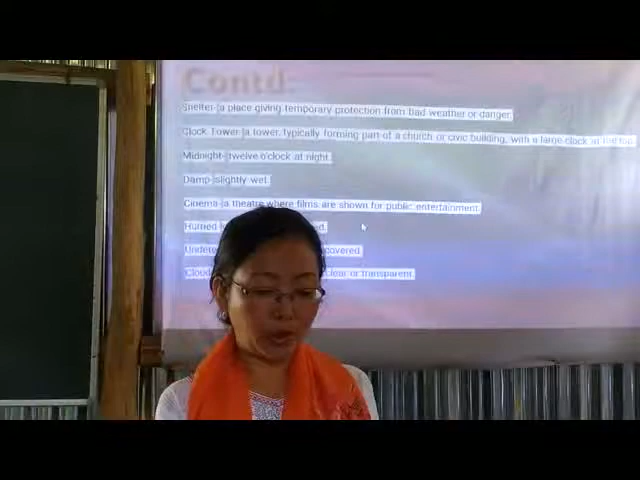 Contd:
Shelter-|a place giving temporary protection from bad weather or danger.
Clock Tower-|a tower, typically forming part of a church or civic building, with a large clock at the top.
Midnight- twelve o'clock at night.
Damp- slightly wet.
Cinema-|a theatre where films are shown for public entertainment.
Hurried
covered.
clear or transparent.